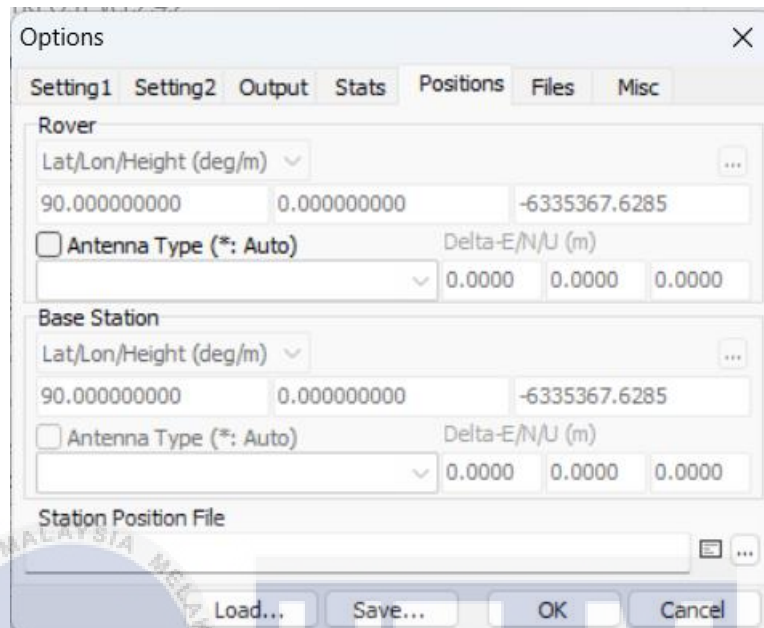 Options
Setting1 Setting2 Output Stats Positions Files Misc
Rover
Lat/Lon/Height (deg/m)
...
90.000000000 0.000000000 -6335367.6285
Antenna Type (*: Auto) Delta-E/N/U (m)
0.0000 0.0000 0.0000
Base Station
Lat/Lon/Height (deg/m)
...
90.000000000 0.000000000 -6335367.6285
Antenna Type (*: Auto) Delta-E/N/U (m)
0.0000 0.0000 0.0000
Station Position File
...
MALAYSIA
Load... Save... OK Cancel